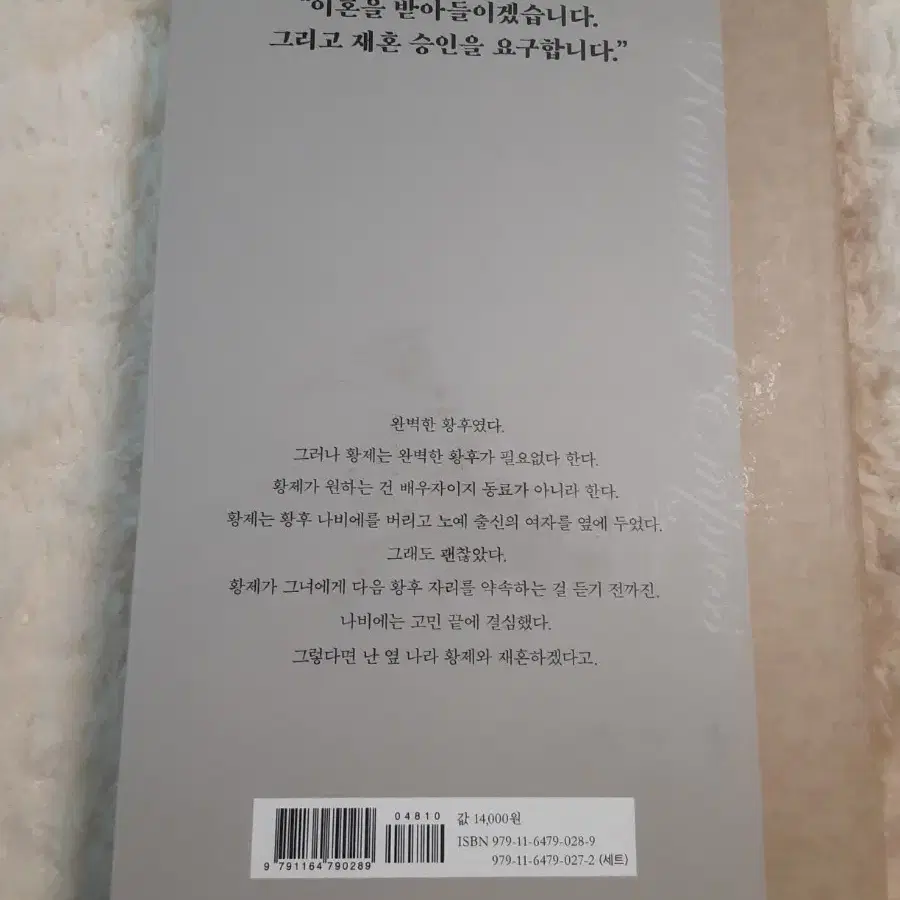 "이혼을 받아들이겠습니다.
그리고 재혼 승인을 요구합니다."
Remarried Empress
완벽한 황후였다.
그러나 황제는 완벽한 황후가 필요없다 한다.
황제가 원하는 건 배우자이지 동료가 아니라 한다.
황제는 황후 나비에를 버리고 노예 출신의 여자를 옆에 두었다.
그래도 괜찮았다.
황제가 그녀에게 다음 황후 자리를 약속하는 걸 듣기 전까진.
나비에는 고민 끝에 결심했다.
그렇다면 난 옆 나라 황제와 재혼하겠다고.
04810
9 791164 790289
값 14,000원
ISBN 979-11-6479-028-9
979-11-6479-027-2 (세트)